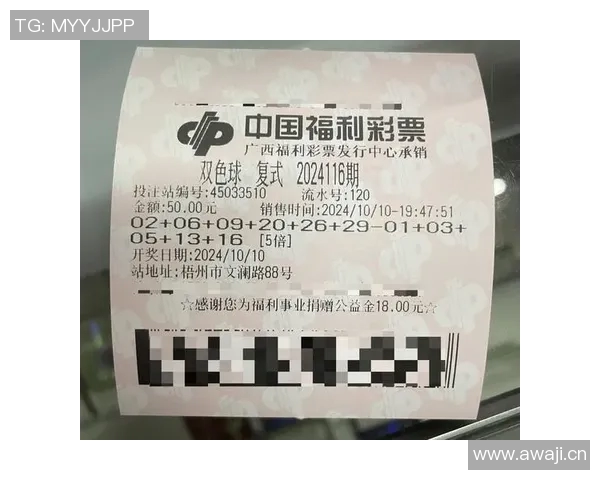 TG: MYYJJPP
中国福利彩票
广西福利彩票发行中心承销
双色球 复式 2024116期
投注站编号:45033510 流水号:120
金额:50.00元 销售时间:2024/10/10-19:47:51
02+06+09+20+26+29-01+03+
05+13+16 [5倍]
开奖日期:2024/10/10
站地址:梧州市文澜路88号
☆感谢您为福利事业捐赠公益金18.00元☆
www.awaji.cn